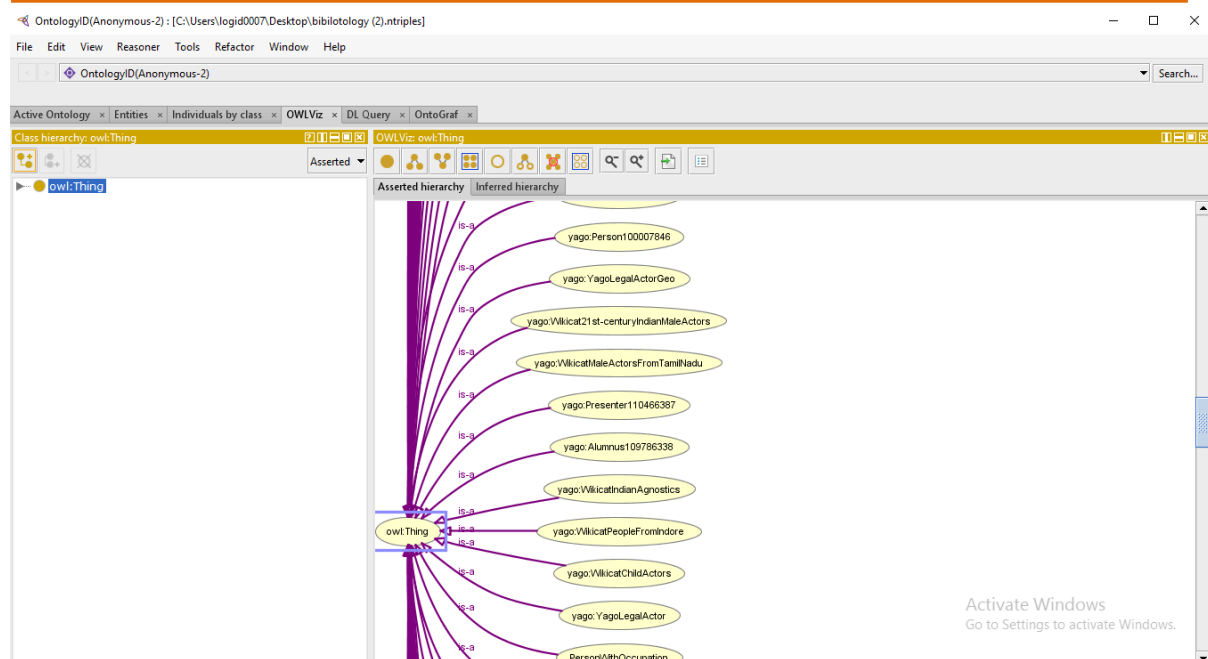 OntologyID(Anonymous-2) : [C:\Users\logid0007\Desktop\bibilotology (2).ntriples]
File Edit View Reasoner Tools Refactor Window Help
OntologyID(Anonymous-2)
Search...
Active Ontology × Entities × Individuals by class × OWLViz × DL Query × OntoGraf ×
Class hierarchy: owl:Thing
OWLViz: owl:Thing
Asserted
owl:Thing
Asserted hierarchy Inferred hierarchy
is-a
yago:Person100007846
is-a
yago:YagoLegalActorGeo
is-a
yago:Wikicat21st-centuryIndianMaleActors
is-a
yago:WikicatMaleActorsFromTamilNadu
is-a
yago:Presenter110466387
is-a
yago:Alumnus109786338
is-a
yago:WikicatIndianAgnostics
is-a
owl:Thing
is-a
yago:WikicatPeopleFromIndore
is-a
yago:WikicatChildActors
is-a
yago:YagoLegalActor
is-a
is-a
PersonWithOccupation
Activate Windows
Go to Settings to activate Windows.